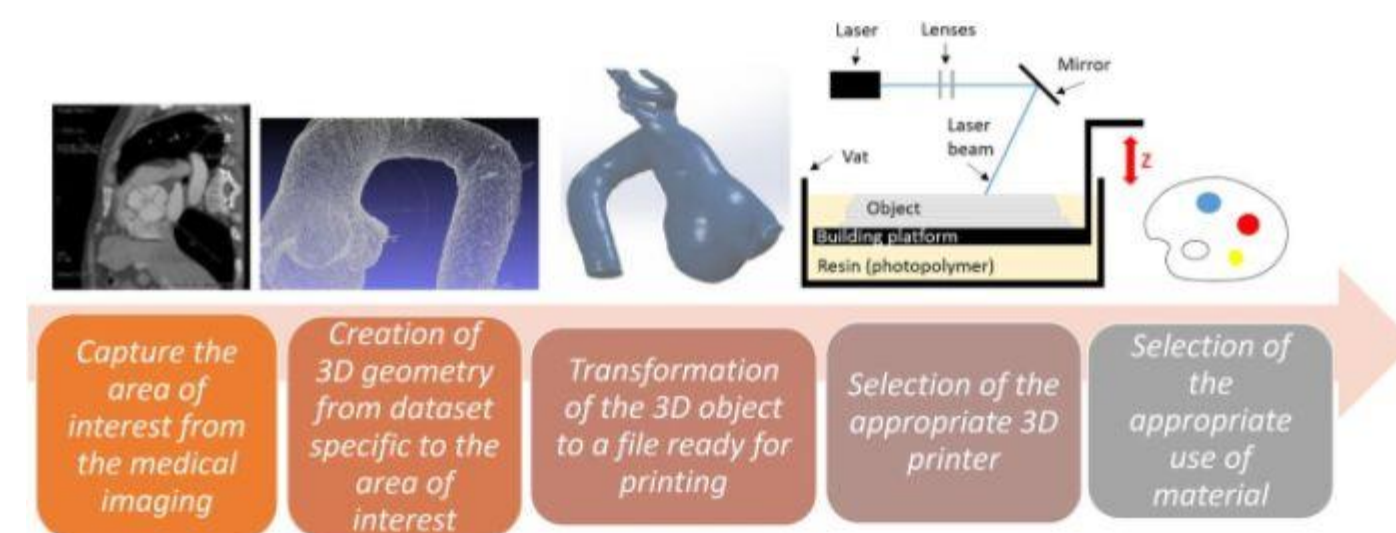 Laser
Lenses
Mirror
Laser
beam
Vat
Z
Object
Building platform
Resin (photopolymer)
Capture the
area of
interest from
the medical
imaging
Creation of
3D geometry
from dataset
specific to the
area of
interest
Transformation
of the 3D object
to a file ready for
printing
Selection of the
appropriate 3D
printer
Selection of
the
appropriate
use of
material